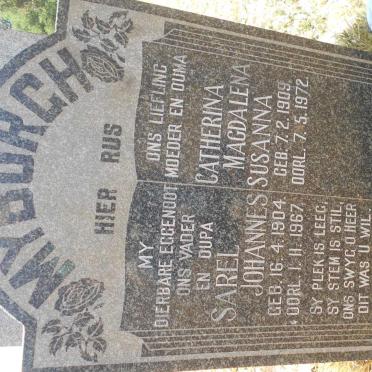 MYBURGH
HIER RUS
MY
DIERBARE EGGENOOT
ONS VADER
EN OUPA
SAREL
JOHANNES
GEB. 16.4.1904.
OORL. 1.11.1967.
SY PLEK IS LEEG,
SY STEM IS STIL,
ONS SWYG O HEER,
DIT WAS U WIL.
ONS LIEFLING
MOEDER EN OUMA
CATHERINA
MAGDALENA
SUSANNA
GEB. 7.2.1909.
OORL. 7.5.1972.